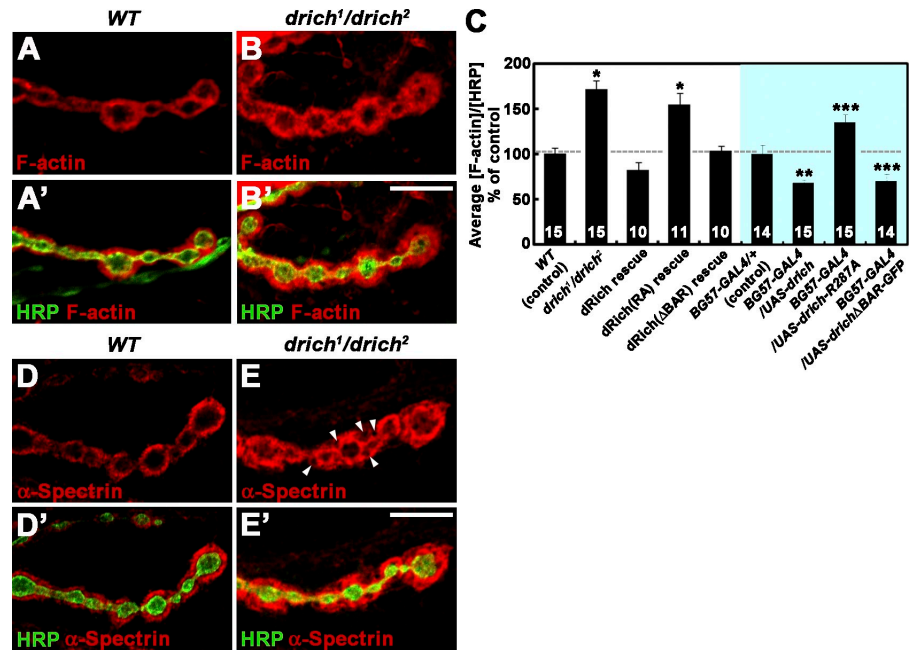 WT
drich¹/drich²
A
F-actin
B
F-actin
A'
HRP F-actin
B'
HRP F-actin
C
Average [F-actin]/[HRP]
% of control
200
150
100
50
0
*
*
**
***
***
15
15
10
11
10
14
15
15
14
WT
(control)
drich¹/drich²
dRich rescue
dRich(RA) rescue
dRich(ΔBAR) rescue
BG57-GAL4/+
(control)
BG57-GAL4
/UAS-drich
BG57-GAL4
/UAS-drich-R287A
BG57-GAL4
/UAS-drichΔBAR-GFP
WT
drich¹/drich²
D
α-Spectrin
E
α-Spectrin
D'
HRP α-Spectrin
E'
HRP α-Spectrin